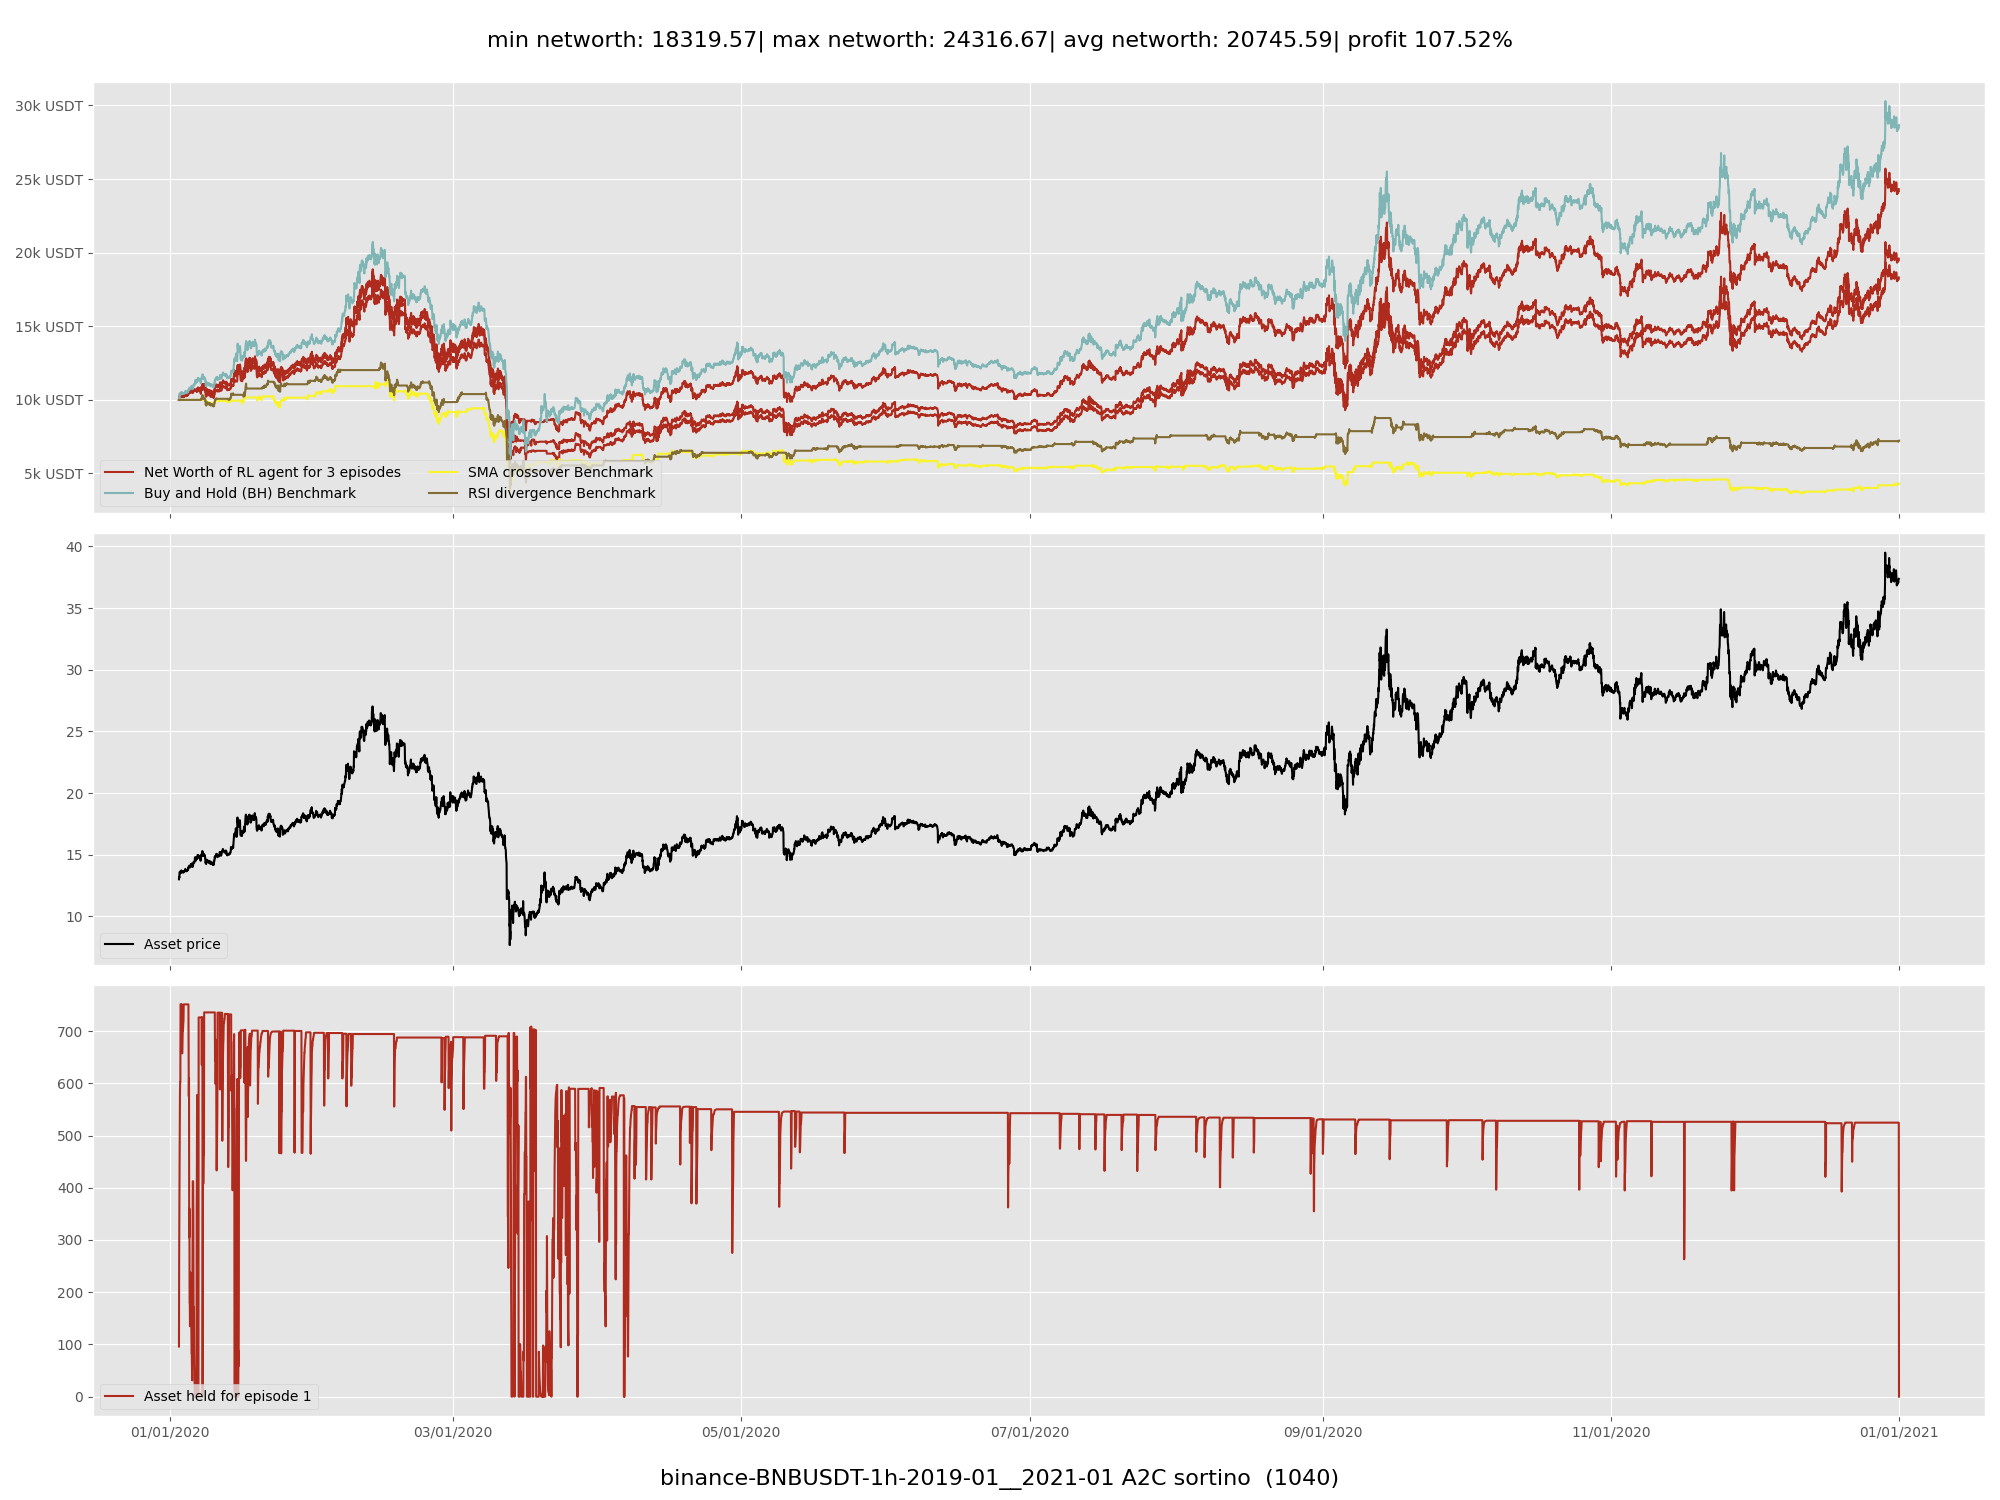 min networth: 18319.57| max networth: 24316.67| avg networth: 20745.59| profit 107.52%
30k USDT
25k USDT
20k USDT
15k USDT
10k USDT
5k USDT
Net Worth of RL agent for 3 episodes
Buy and Hold (BH) Benchmark
SMA crossover Benchmark
RSI divergence Benchmark
40
35
30
25
20
15
10
Asset price
700
600
500
400
300
200
100
0
Asset held for episode 1
01/01/2020
03/01/2020
05/01/2020
07/01/2020
09/01/2020
11/01/2020
01/01/2021
binance-BNBUSDT-1h-2019-01__2021-01 A2C sortino  (1040)